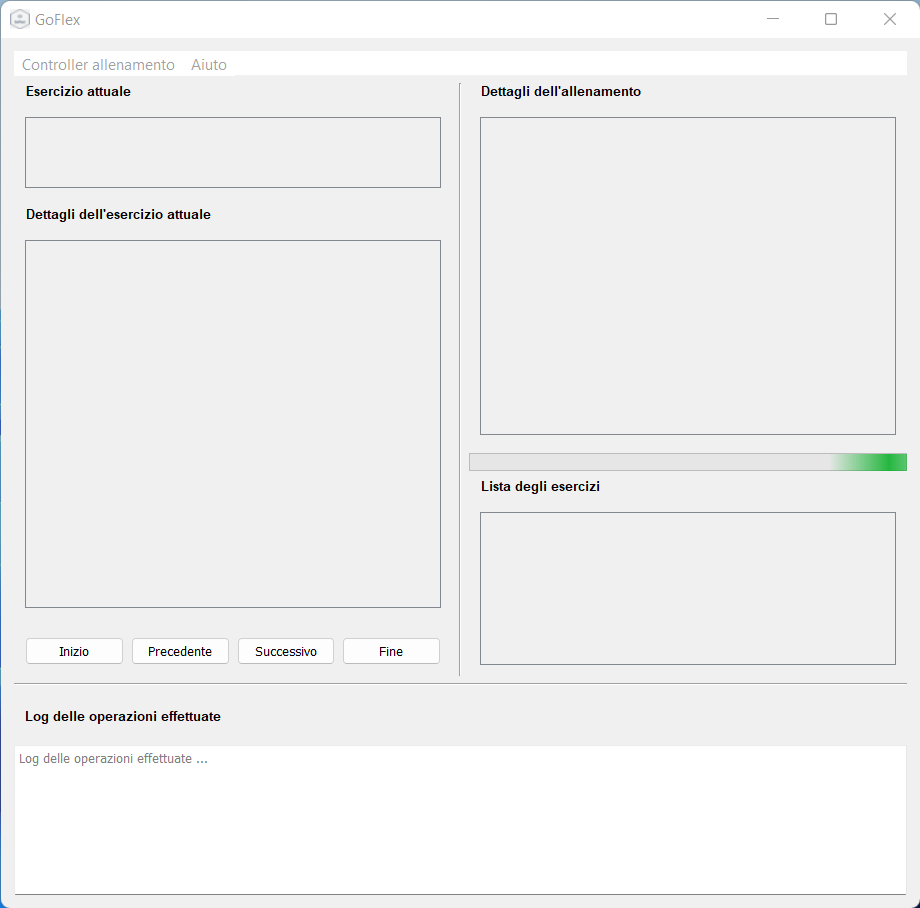 GoFlex
Controller allenamento Aiuto
Esercizio attuale
Dettagli dell'esercizio attuale
Inizio Precedente Successivo Fine
Dettagli dell'allenamento
Lista degli esercizi
Log delle operazioni effettuate
Log delle operazioni effettuate ...